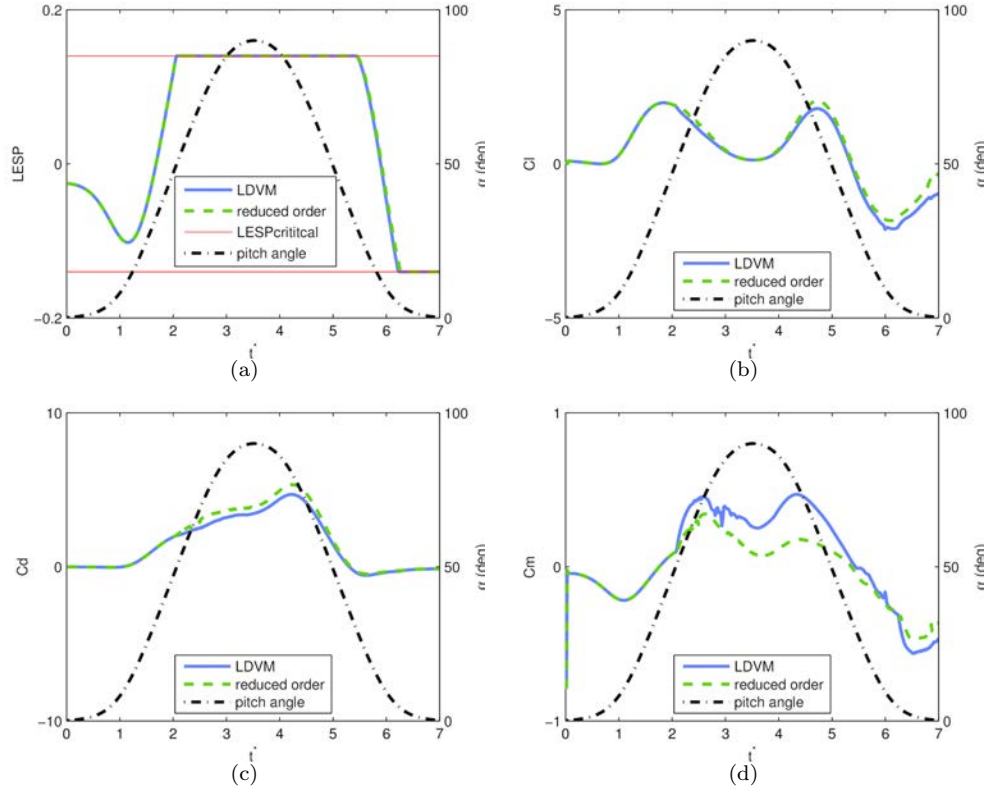 0.2
0
−0.2
LESP
100
50
0
α (deg)
LDVM
reduced order
LESPcrititcal
pitch angle
0 1 2 3 4 5 6 7
t*
(a)
5
0
−5
Cl
100
50
0
α (deg)
LDVM
reduced order
pitch angle
0 1 2 3 4 5 6 7
t*
(b)
10
0
−10
Cd
100
50
0
α (deg)
LDVM
reduced order
pitch angle
0 1 2 3 4 5 6 7
t*
(c)
1
0
−1
Cm
100
50
0
α (deg)
LDVM
reduced order
pitch angle
0 1 2 3 4 5 6 7
t*
(d)